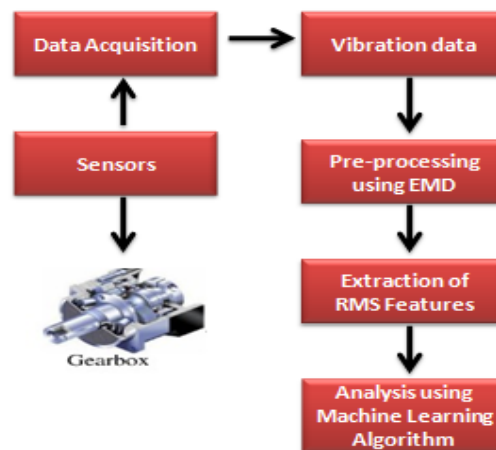 Data Acquisition
Vibration data
Sensors
Pre-processing
using EMD
Gearbox
Extraction of
RMS Features
Analysis using
Machine Learning
Algorithm